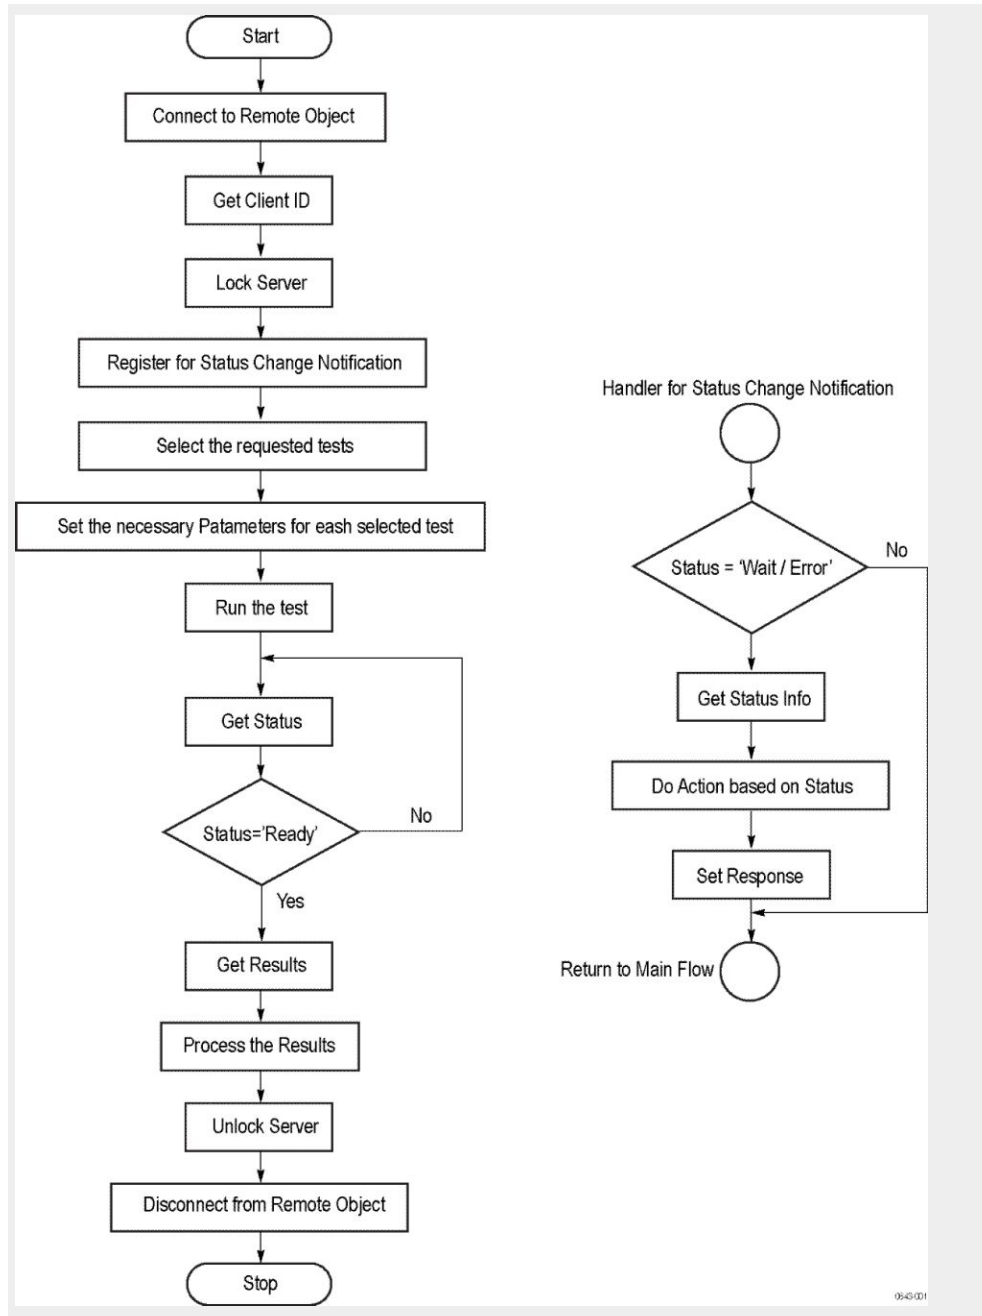 Start
Connect to Remote Object
Get Client ID
Lock Server
Register for Status Change Notification
Select the requested tests
Set the necessary Patameters for eash selected test
Run the test
Get Status
Status='Ready'
No
Yes
Get Results
Process the Results
Unlock Server
Disconnect from Remote Object
Stop
Handler for Status Change Notification
Status = 'Wait / Error'
No
Get Status Info
Do Action based on Status
Set Response
Return to Main Flow
0643-001